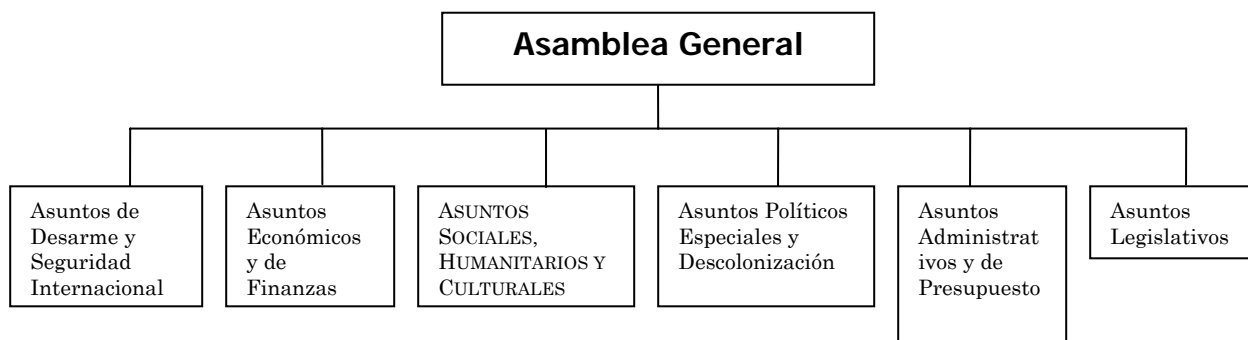 Asamblea General
Asuntos de
Desarme y
Seguridad
Internacional
Asuntos
Económicos
y de
Finanzas
ASUNTOS
SOCIALES,
HUMANITARIOS Y
CULTURALES
Asuntos Políticos
Especiales y
Descolonización
Asuntos
Administrat
ivos y de
Presupuesto
Asuntos
Legislativos